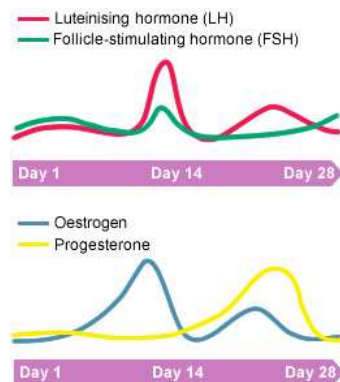 Luteinising hormone (LH)
Follicle-stimulating hormone (FSH)
Day 1 Day 14 Day 28
Oestrogen
Progesterone
Day 1 Day 14 Day 28